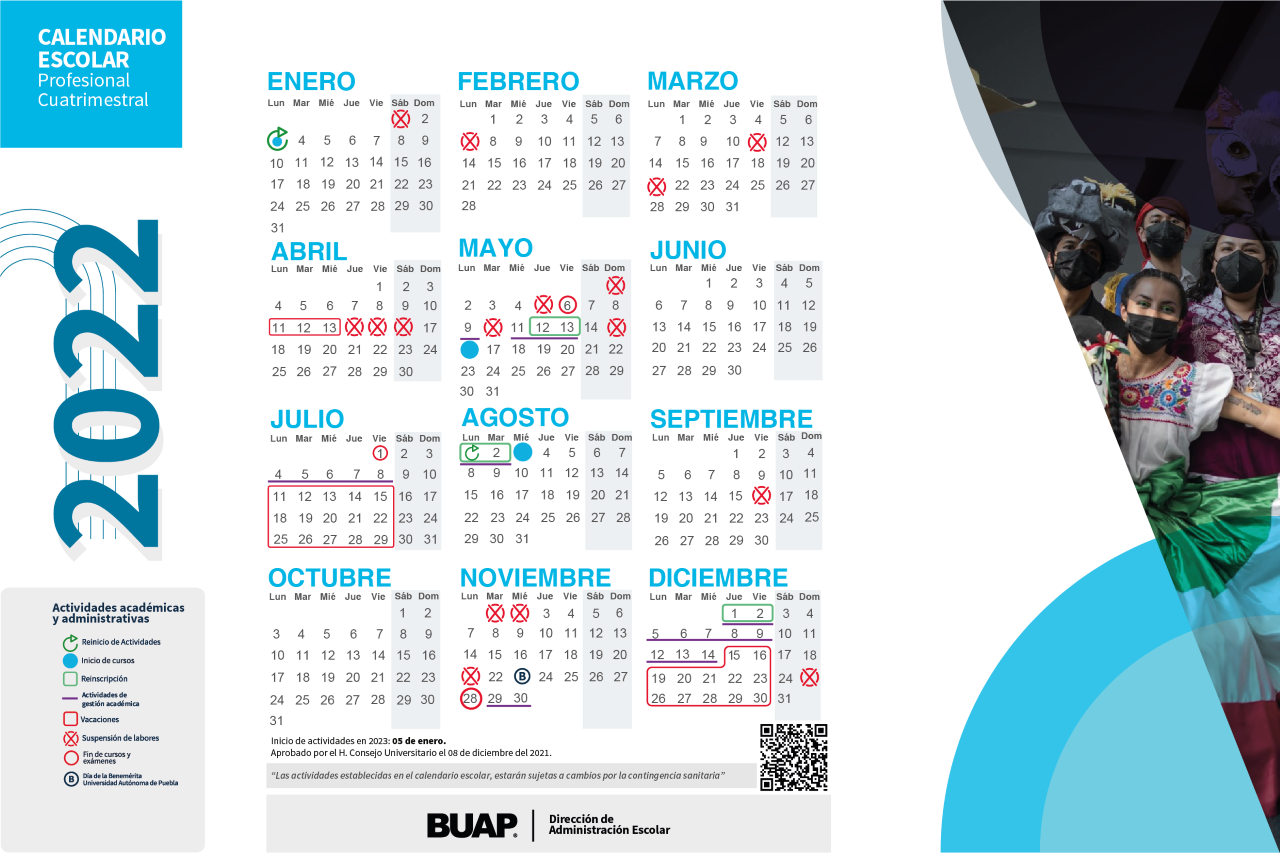 CALENDARIO
ESCOLAR
Profesional
Cuatrimestral
2022
ENERO
Lun Mar Mié Jue Vie Sáb Dom
2
4 5 6 7 8 9
10 11 12 13 14 15 16
17 18 19 20 21 22 23
24 25 26 27 28 29 30
31
FEBRERO
Lun Mar Mié Jue Vie Sáb Dom
1 2 3 4 5 6
8 9 10 11 12 13
14 15 16 17 18 19 20
21 22 23 24 25 26 27
28
MARZO
Lun Mar Mié Jue Vie Sáb Dom
1 2 3 4 5 6
7 8 9 10 12 13
14 15 16 17 18 19 20
22 23 24 25 26 27
28 29 30 31
ABRIL
Lun Mar Mié Jue Vie Sáb Dom
1 2 3
4 5 6 7 8 9 10
11 12 13 17
18 19 20 21 22 23 24
25 26 27 28 29 30
MAYO
Lun Mar Mié Jue Vie Sáb Dom
2 3 4 6 7 8
9 11 12 13 14
17 18 19 20 21 22
23 24 25 26 27 28 29
30 31
JUNIO
Lun Mar Mié Jue Vie Sáb Dom
1 2 3 4 5
6 7 8 9 10 11 12
13 14 15 16 17 18 19
20 21 22 23 24 25 26
27 28 29 30
JULIO
Lun Mar Mié Jue Vie Sáb Dom
1 2 3
4 5 6 7 8 9 10
11 12 13 14 15 16 17
18 19 20 21 22 23 24
25 26 27 28 29 30 31
AGOSTO
Lun Mar Mié Jue Vie Sáb Dom
2 4 5 6 7
8 9 10 11 12 13 14
15 16 17 18 19 20 21
22 23 24 25 26 27 28
29 30 31
SEPTIEMBRE
Lun Mar Mié Jue Vie Sáb Dom
1 2 3 4
5 6 7 8 9 10 11
12 13 14 15 17 18
19 20 21 22 23 24 25
26 27 28 29 30
OCTUBRE
Lun Mar Mié Jue Vie Sáb Dom
1 2
3 4 5 6 7 8 9
10 11 12 13 14 15 16
17 18 19 20 21 22 23
24 25 26 27 28 29 30
31
NOVIEMBRE
Lun Mar Mié Jue Vie Sáb Dom
3 4 5 6
7 8 9 10 11 12 13
14 15 16 17 18 19 20
22 B 24 25 26 27
28 29 30
DICIEMBRE
Lun Mar Mié Jue Vie Sáb Dom
1 2 3 4
5 6 7 8 9 10 11
12 13 14 15 16 17 18
19 20 21 22 23 24
26 27 28 29 30 31
Actividades académicas
y administrativas
Reinicio de Actividades
Inicio de cursos
Reinscripción
Actividades de
gestión académica
Vacaciones
Suspensión de labores
Fin de cursos y
exámenes
B Día de la Benemérita
Universidad Autónoma de Puebla
Inicio de actividades en 2023: 05 de enero.
Aprobado por el H. Consejo Universitario el 08 de diciembre del 2021.
“Las actividades establecidas en el calendario escolar, estarán sujetas a cambios por la contingencia sanitaria”
BUAP®
Dirección de
Administración Escolar